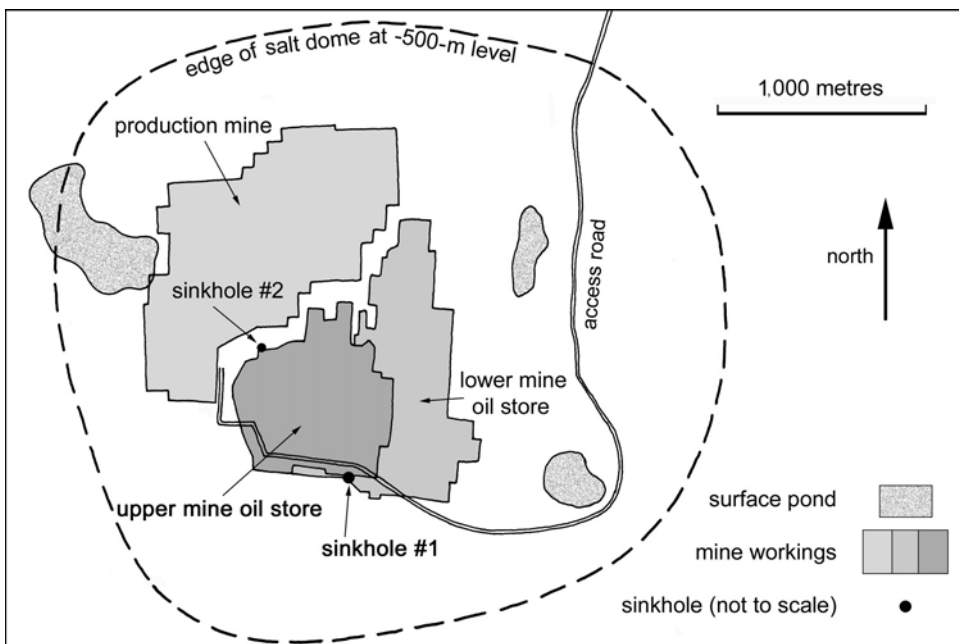 edge of salt dome at -500-m level
1,000 metres
production mine
north
access road
sinkhole #2
lower mine
oil store
upper mine oil store
sinkhole #1
surface pond
mine workings
sinkhole (not to scale)